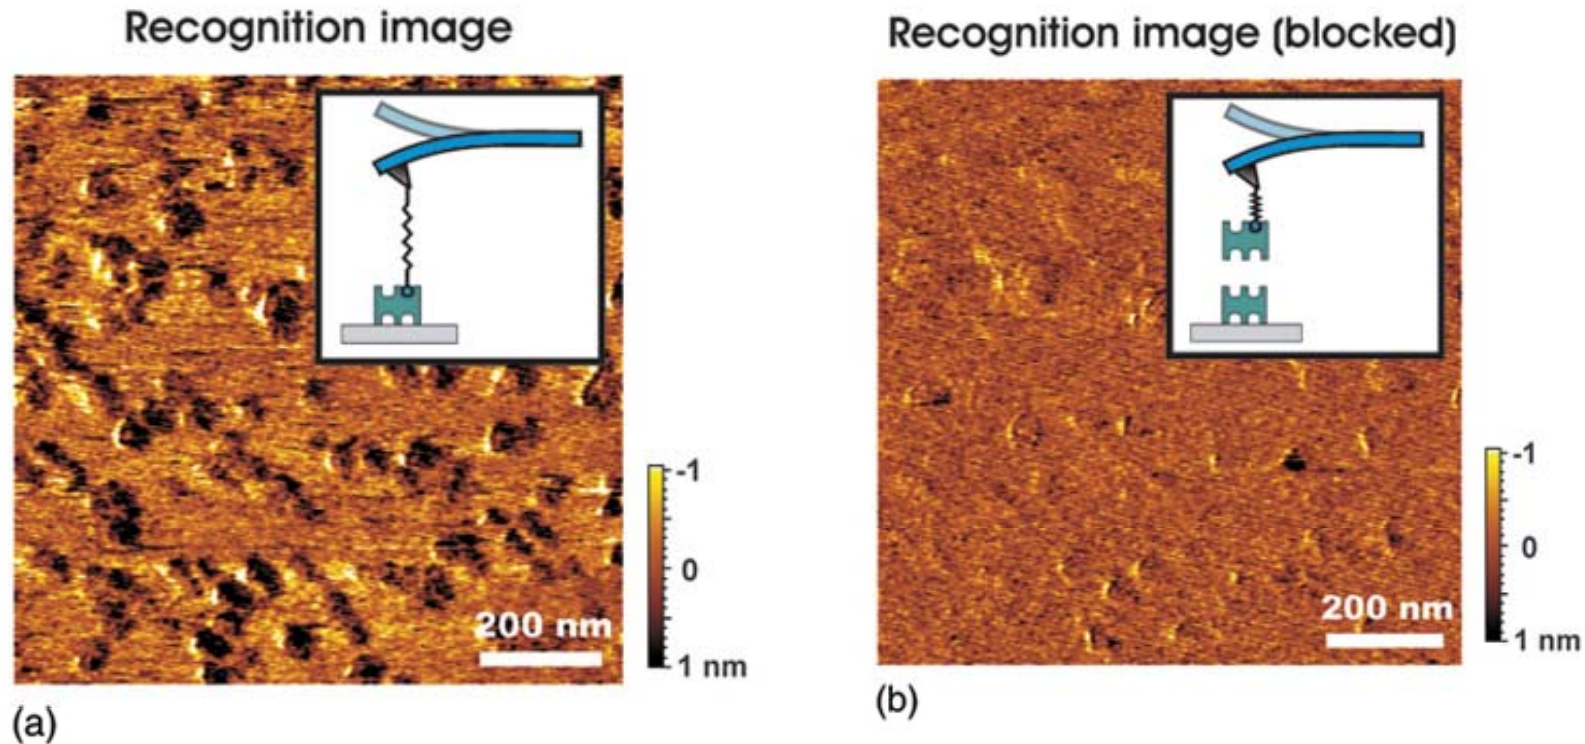 Recognition image
Recognition image (blocked)
-1
0
1 nm
200 nm
(a)
-1
0
1 nm
200 nm
(b)